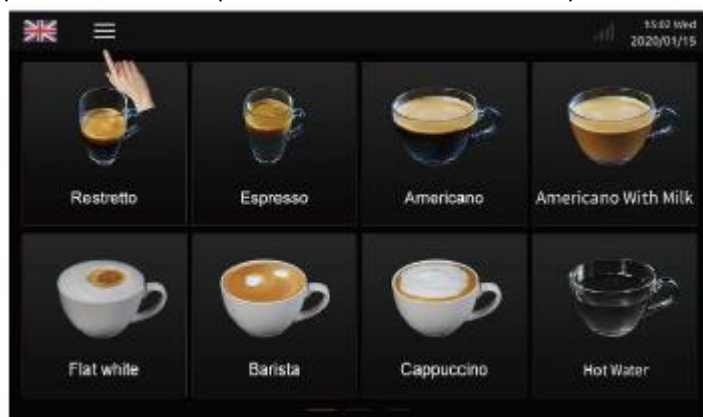 15:02 Wed
2020/01/15
Restretto
Espresso
Americano
Americano With Milk
Flat white
Barista
Cappuccino
Hot Water